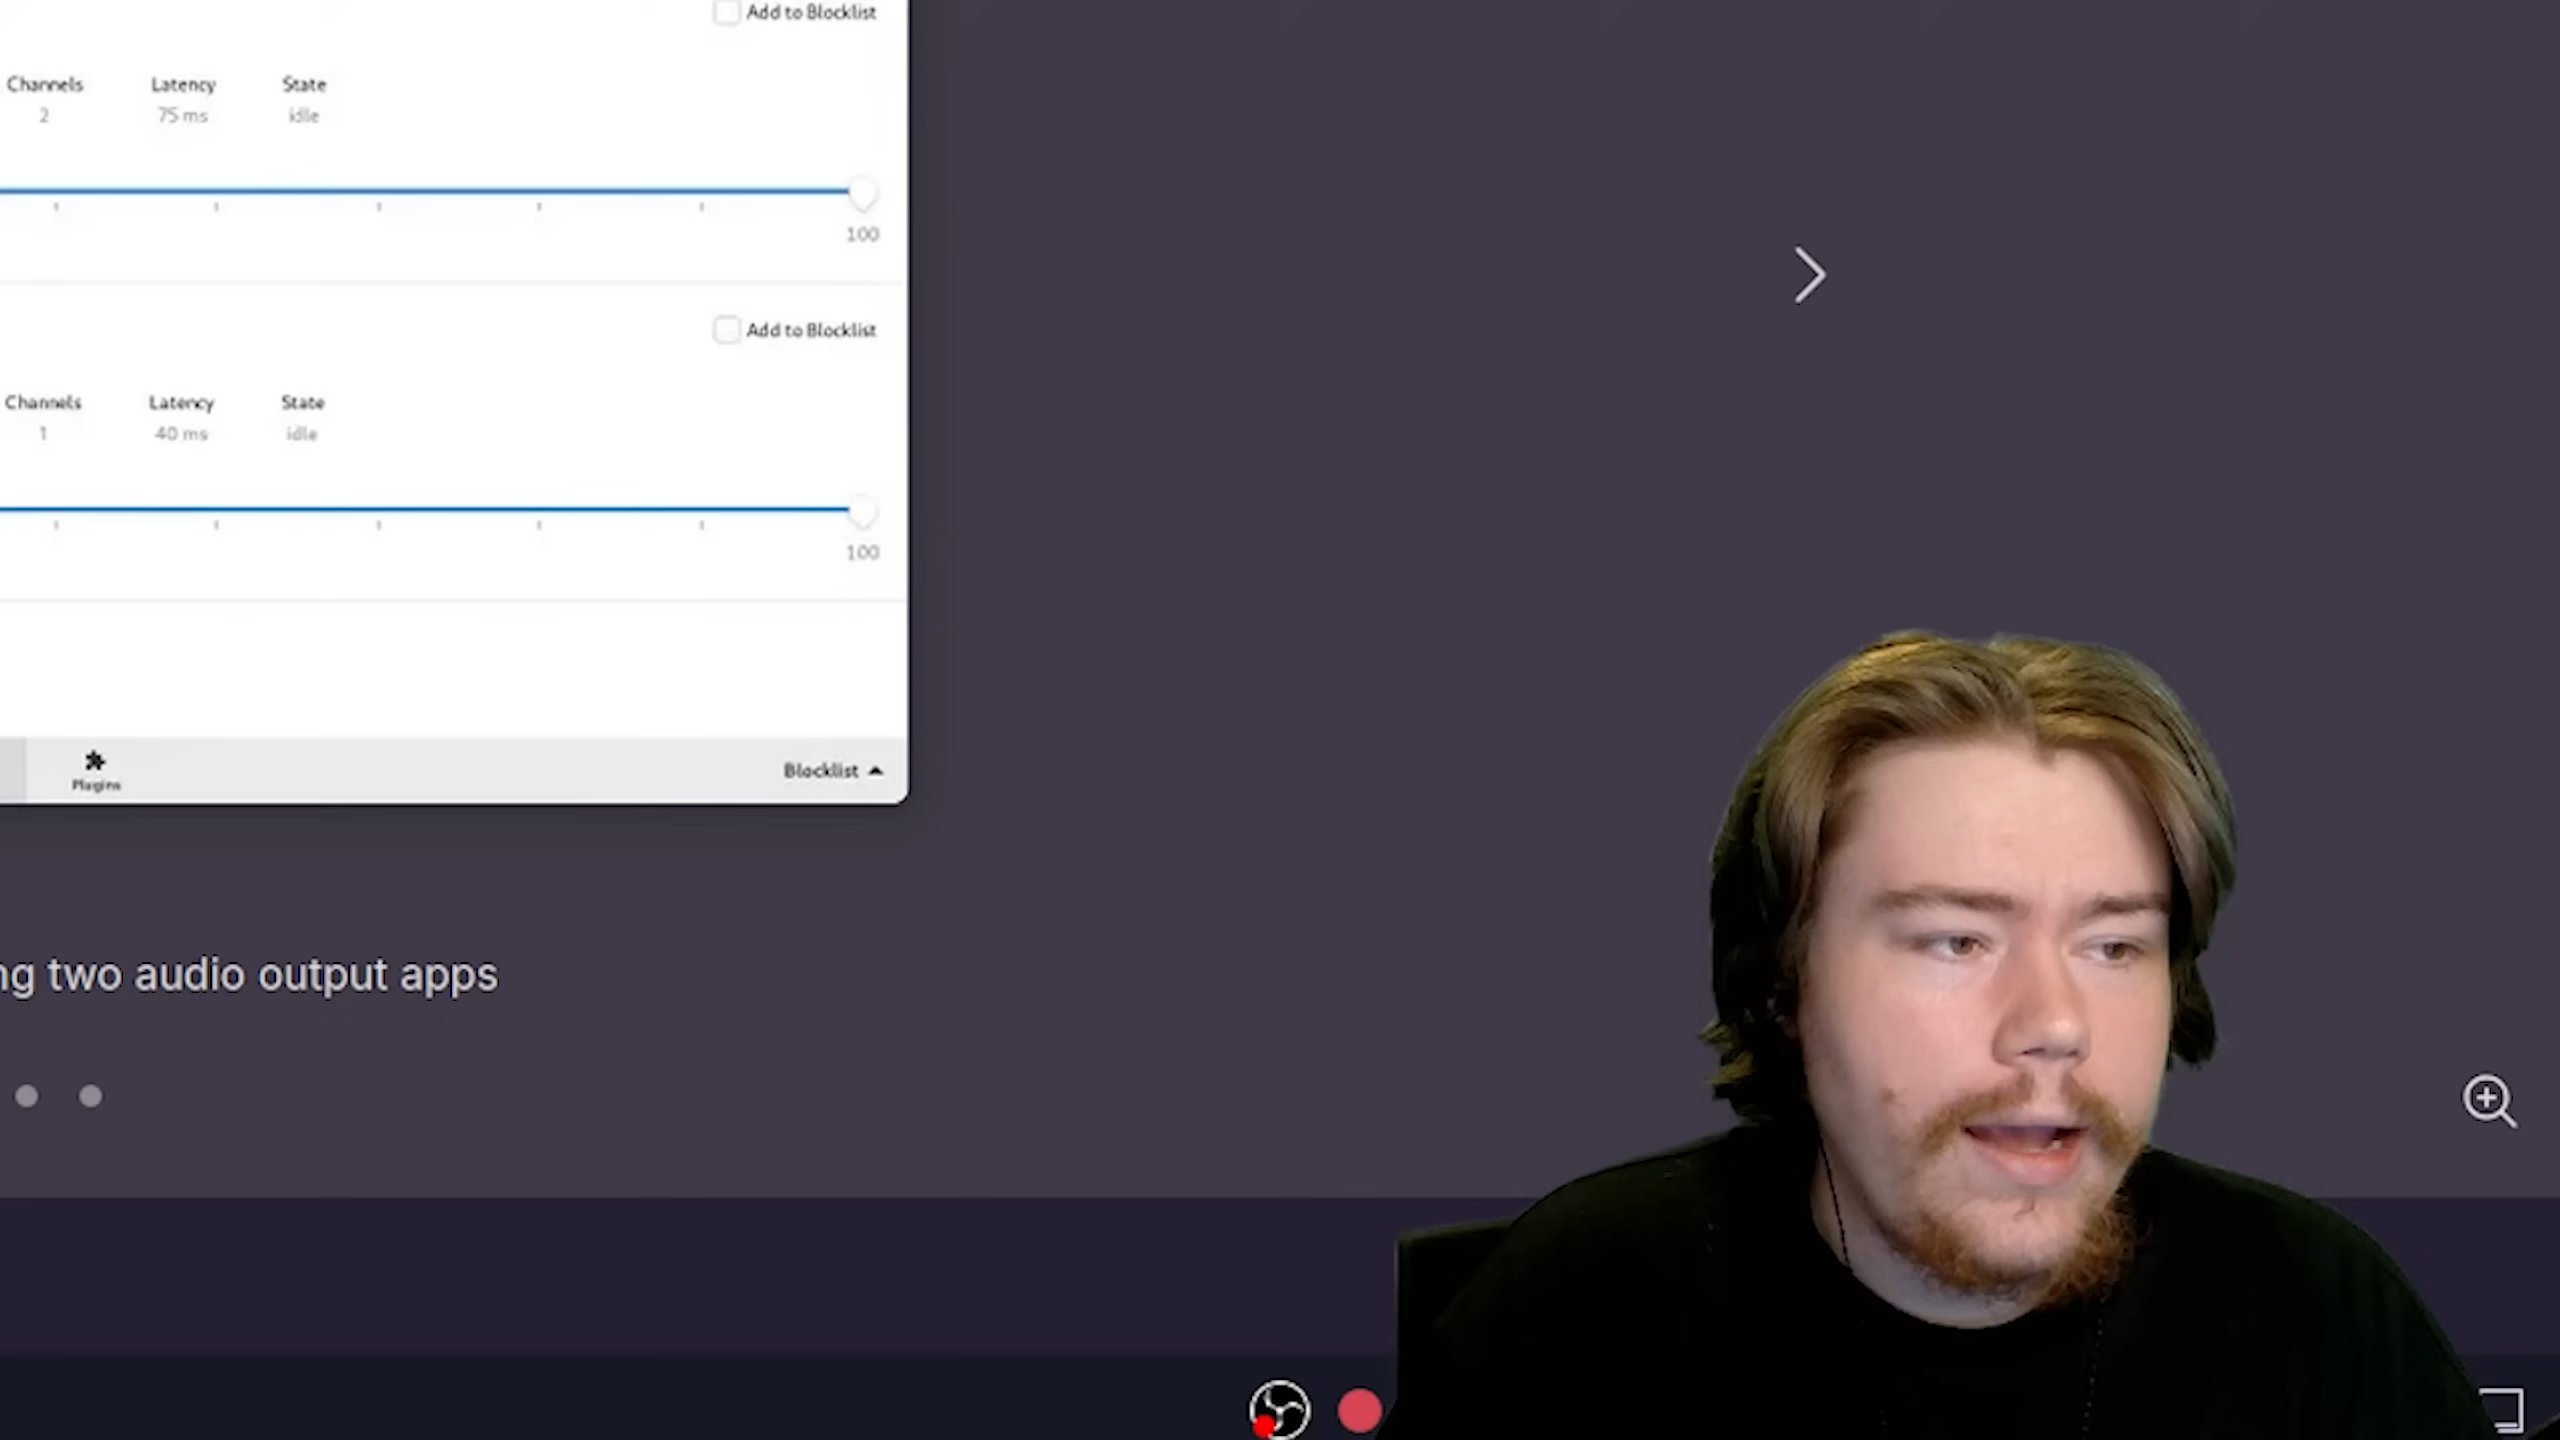 Add to Blocklist
Channels Latency State
2 75 ms idle
100
Add to Blocklist
Channels Latency State
1 40 ms idle
100
Plugins
Blocklist
ng two audio output apps